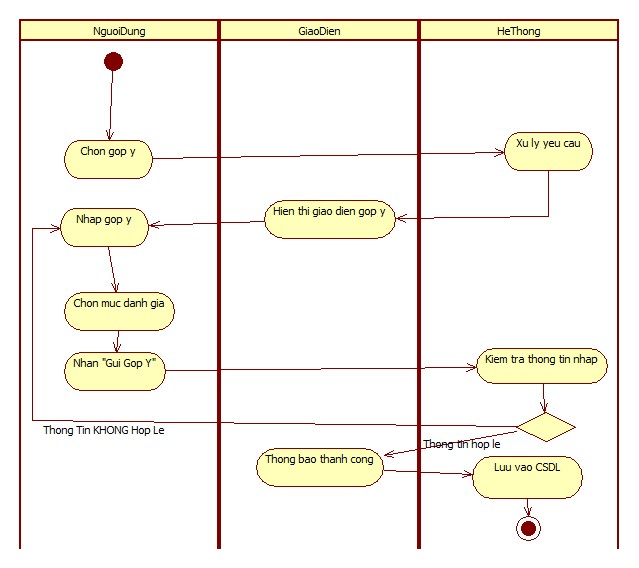 NguoiDung
GiaoDien
HeThong
Chon gop y
Xu ly yeu cau
Hien thi giao dien gop y
Nhap gop y
Chon muc danh gia
Nhan "Gui Gop Y"
Kiem tra thong tin nhap
Thong Tin KHONG Hop Le
Thong tin hop le
Thong bao thanh cong
Luu vao CSDL